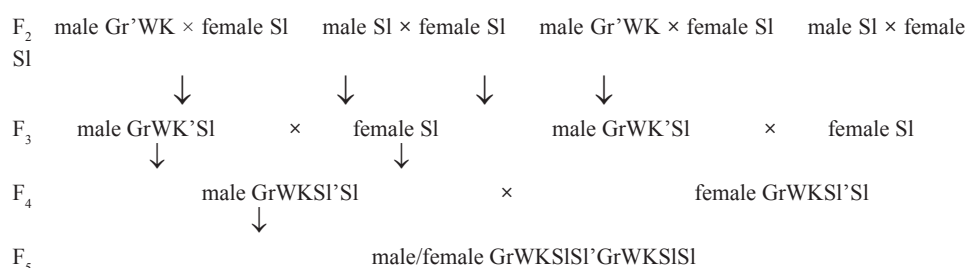 F₂ male Gr’WK × female Sl male Sl × female Sl male Gr’WK × female Sl male Sl × female
Sl
↓ ↓ ↓ ↓
F₃ male GrWK’Sl × female Sl male GrWK’Sl × female Sl
↓ ↓
F₄ male GrWKSl’Sl × female GrWKSl’Sl
↓
F₅ male/female GrWKSlSl’GrWKSlSl